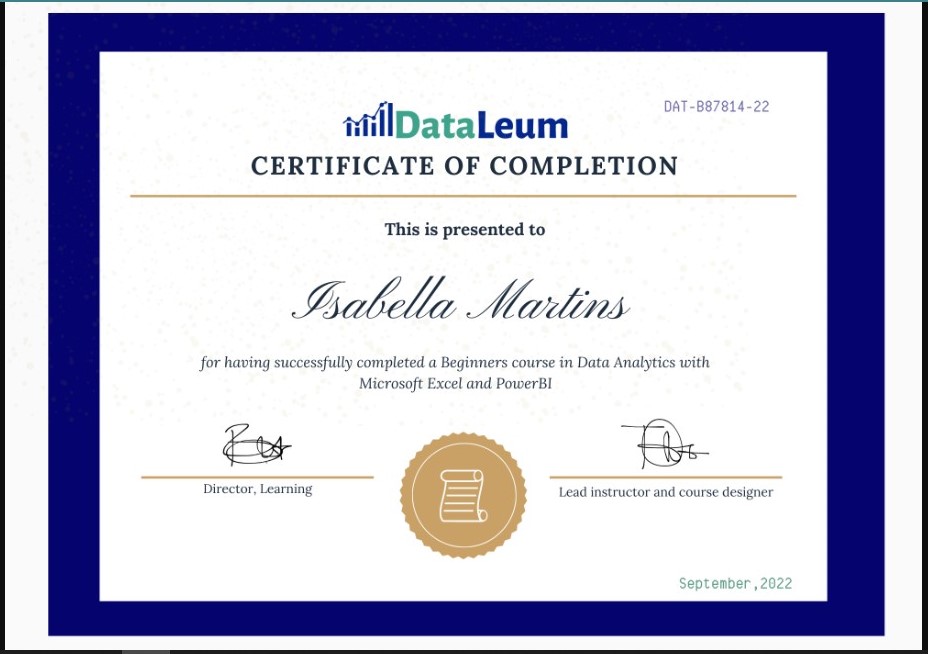 DAT-B87814-22
DataLeum
CERTIFICATE OF COMPLETION
This is presented to
Isabella Martins
for having successfully completed a Beginners course in Data Analytics with
Microsoft Excel and PowerBI
Director, Learning
Lead instructor and course designer
September,2022